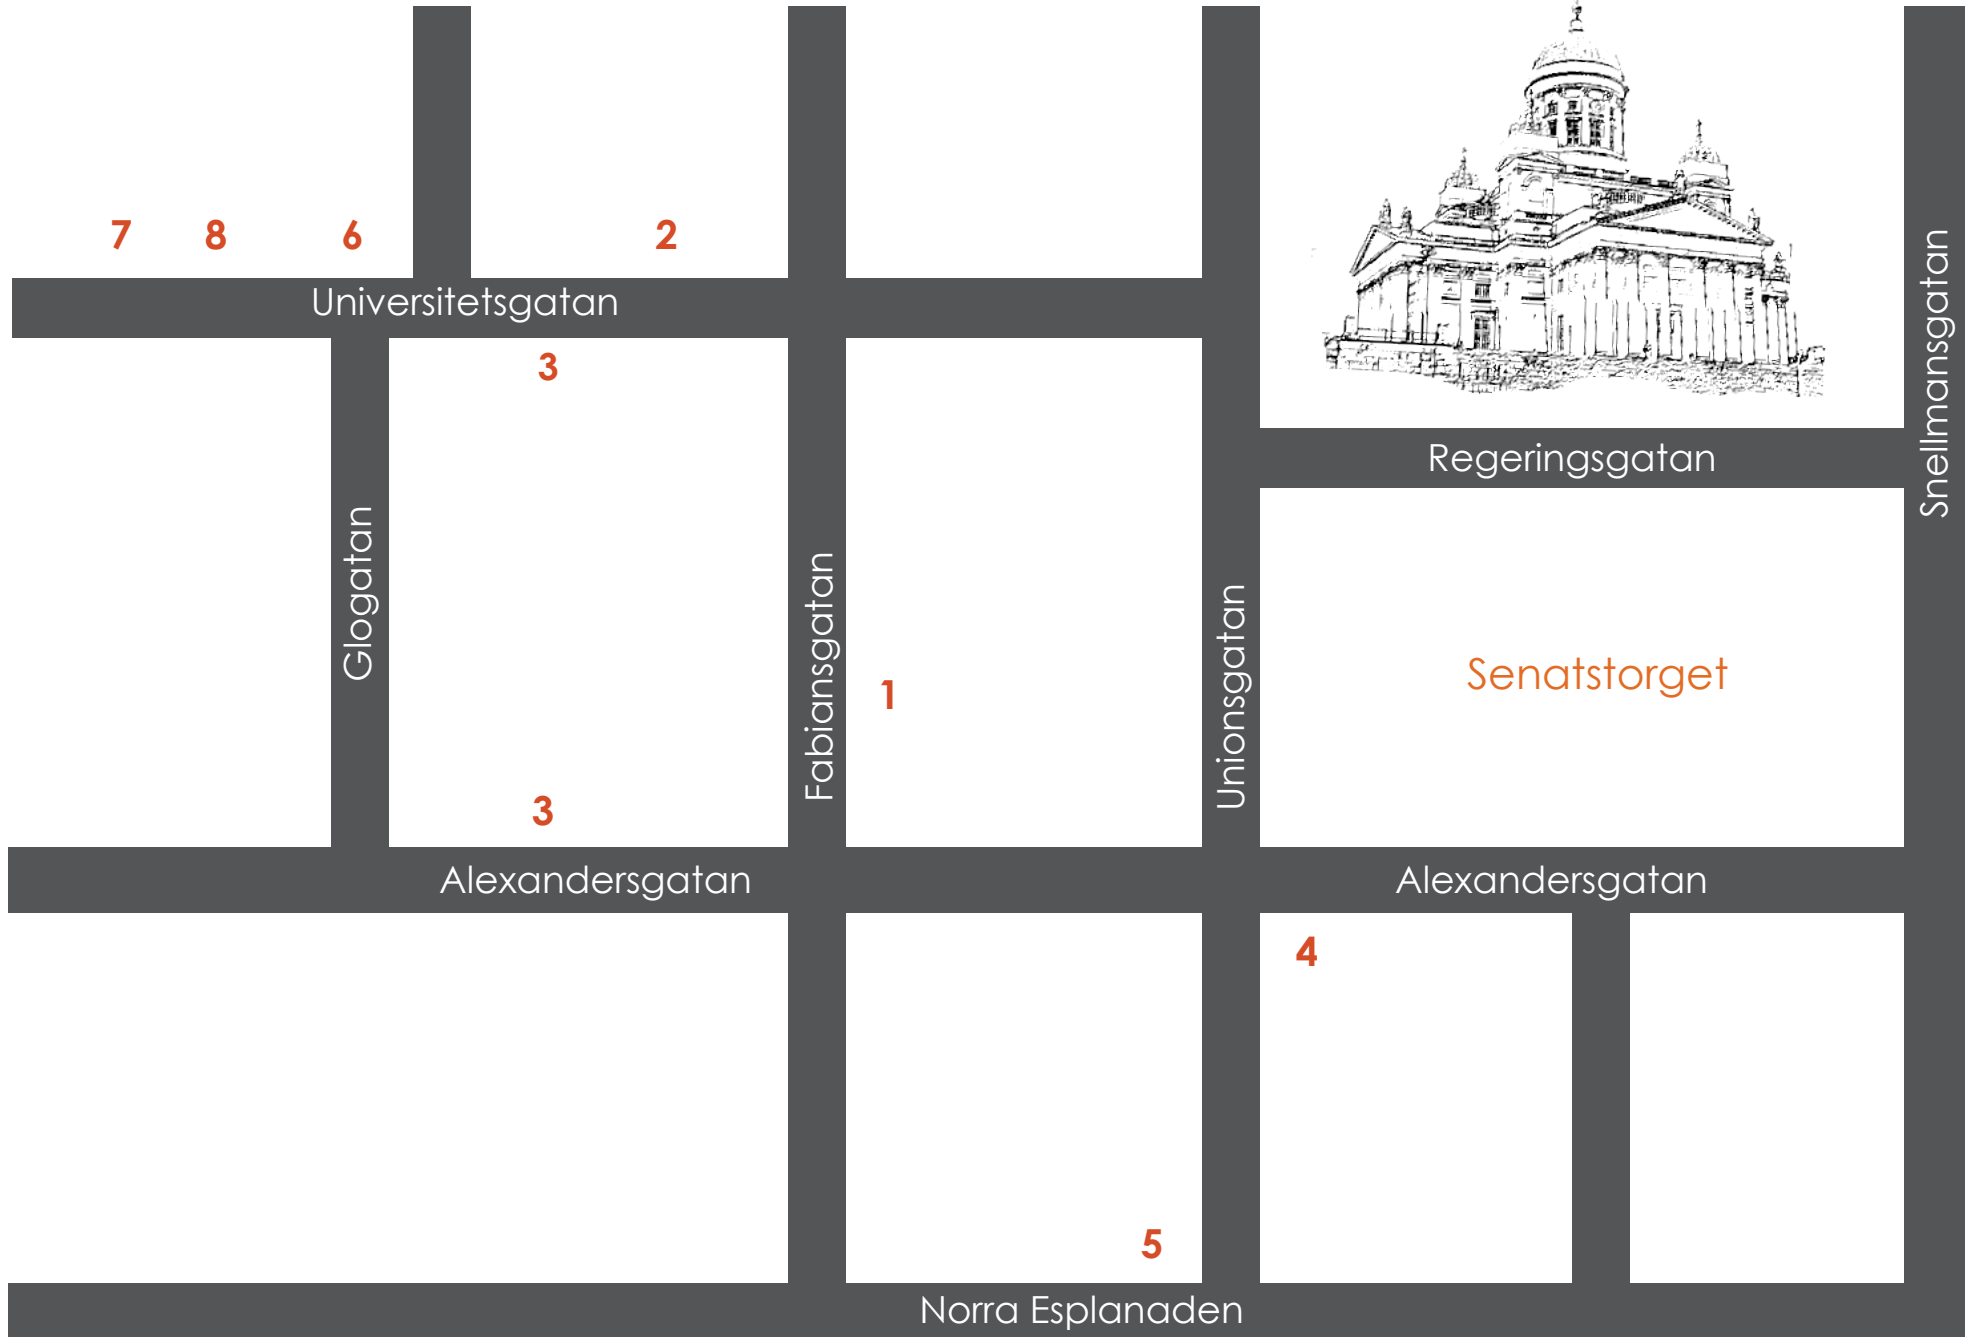 7 8 6 2
Universitetsgatan
3
Snellmansgatan
Regeringsgatan
Glogatan
Fabiansgatan
Unionsgatan
Senatstorget
1
3
Alexandersgatan
Alexandersgatan
4
5
Norra Esplanaden